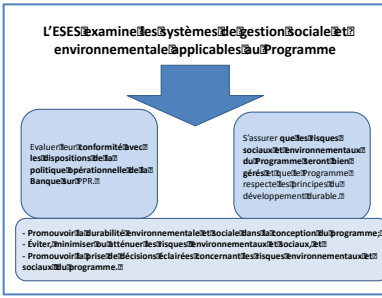 L'ESES examine les systèmes de gestion sociale et
environnementale applicables au Programme
Evaluer leur conformité avec
les dispositions de la
politique opérationnelle de la
Banque sur PPR.
S'assurer que les risques
sociaux et environnementaux
du Programme seront bien
gérés et que le Programme
respecte les principes du
développement durable.
- Promouvoir la durabilité environnementale et sociale dans la conception du programme;
- Éviter, minimiser ou atténuer les risques environnementaux et sociaux, et
- Promouvoir la prise de décisions éclairées concernant les risques environnementaux et
sociaux du programme.